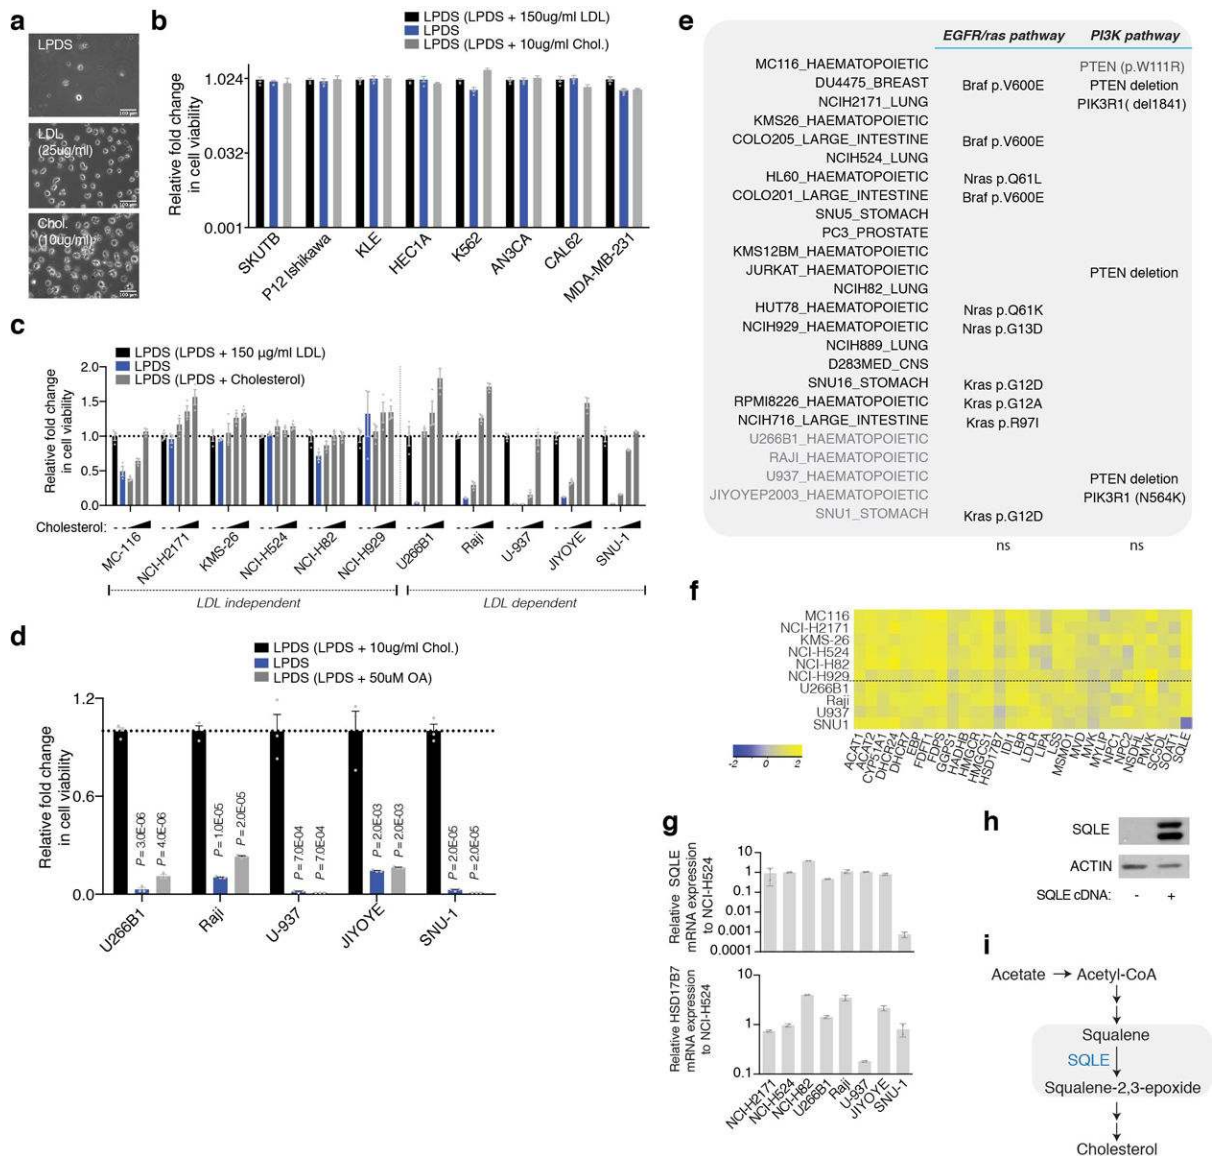 a
LPDS
100 µm
LDL
(25ug/ml)
100 µm
Chol.
(10ug/ml)
100 µm
b
LPDS (LPDS + 150ug/ml LDL)
LPDS
LPDS (LPDS + 10ug/ml Chol.)
Relative fold change
in cell viability
1.024
0.032
0.001
SKUTB
P12 Ishikawa
KLE
HEC1A
K562
AN3CA
CAL62
MDA-MB-231
c
LPDS (LPDS + 150 µg/ml LDL)
LPDS
LPDS (LPDS + Cholesterol)
Relative fold change
in cell viability
2.0
1.5
1.0
0.5
0.0
Cholesterol:
MC-116
NCI-H2171
KMS-26
NCI-H524
NCI-H82
NCI-H929
U266B1
Raji
U-937
JIYOYE
SNU-1
LDL independent
LDL dependent
d
LPDS (LPDS + 10ug/ml Chol.)
LPDS
LPDS (LPDS + 50uM OA)
Relative fold change
in cell viability
1.2
0.6
0.0
P = 3.0E-06
P = 4.0E-06
P = 1.0E-05
P = 2.0E-05
P = 7.0E-04
P = 7.0E-04
P = 2.0E-03
P = 2.0E-03
P = 2.0E-05
P = 2.0E-05
U266B1
Raji
U-937
JIYOYE
SNU-1
e
EGFR/ras pathway PI3K pathway
MC116_HAEMATOPOIETIC PTEN (p.W111R)
DU4475_BREAST Braf p.V600E PTEN deletion
NCIH2171_LUNG PIK3R1( del1841)
KMS26_HAEMATOPOIETIC
COLO205_LARGE_INTESTINE Braf p.V600E
NCIH524_LUNG
HL60_HAEMATOPOIETIC Nras p.Q61L
COLO201_LARGE_INTESTINE Braf p.V600E
SNU5_STOMACH
PC3_PROSTATE
KMS12BM_HAEMATOPOIETIC
JURKAT_HAEMATOPOIETIC PTEN deletion
NCIH82_LUNG
HUT78_HAEMATOPOIETIC Nras p.Q61K
NCIH929_HAEMATOPOIETIC Nras p.G13D
NCIH889_LUNG
D283MED_CNS
SNU16_STOMACH Kras p.G12D
RPMI8226_HAEMATOPOIETIC Kras p.G12A
NCIH716_LARGE_INTESTINE Kras p.R97I
U266B1_HAEMATOPOIETIC
RAJI_HAEMATOPOIETIC
U937_HAEMATOPOIETIC PTEN deletion
JIYOYEP2003_HAEMATOPOIETIC PIK3R1 (N564K)
SNU1_STOMACH Kras p.G12D
ns ns
f
MC116
NCI-H2171
KMS-26
NCI-H524
NCI-H82
NCI-H929
U266B1
Raji
U937
SNU1
-2 0 2
ACAT1
ACAT2
CYP51A1
DHCR24
DHCR7
EBP
FDFT1
FDPS
GGPS1
HADHB
HMGCR
HMGCS1
HSD17B7
IDI1
LBR
LDLR
LIPA
LSS
MSMO1
MVD
MVK
MYLIP
NPC1
NPC2
NSDHL
PMVK
SC5DL
SOAT1
SQLE
g
Relative SQLE
mRNA expression
to NCI-H524
10
1
0.1
0.01
0.001
0.0001
Relative HSD17B7
mRNA expression
to NCI-H524
10
1
0.1
NCI-H2171
NCI-H524
NCI-H82
U266B1
Raji
U-937
JIYOYE
SNU-1
h
SQLE
ACTIN
SQLE cDNA: - +
i
Acetate Acetyl-CoA
Squalene
SQLE
Squalene-2,3-epoxide
Cholesterol